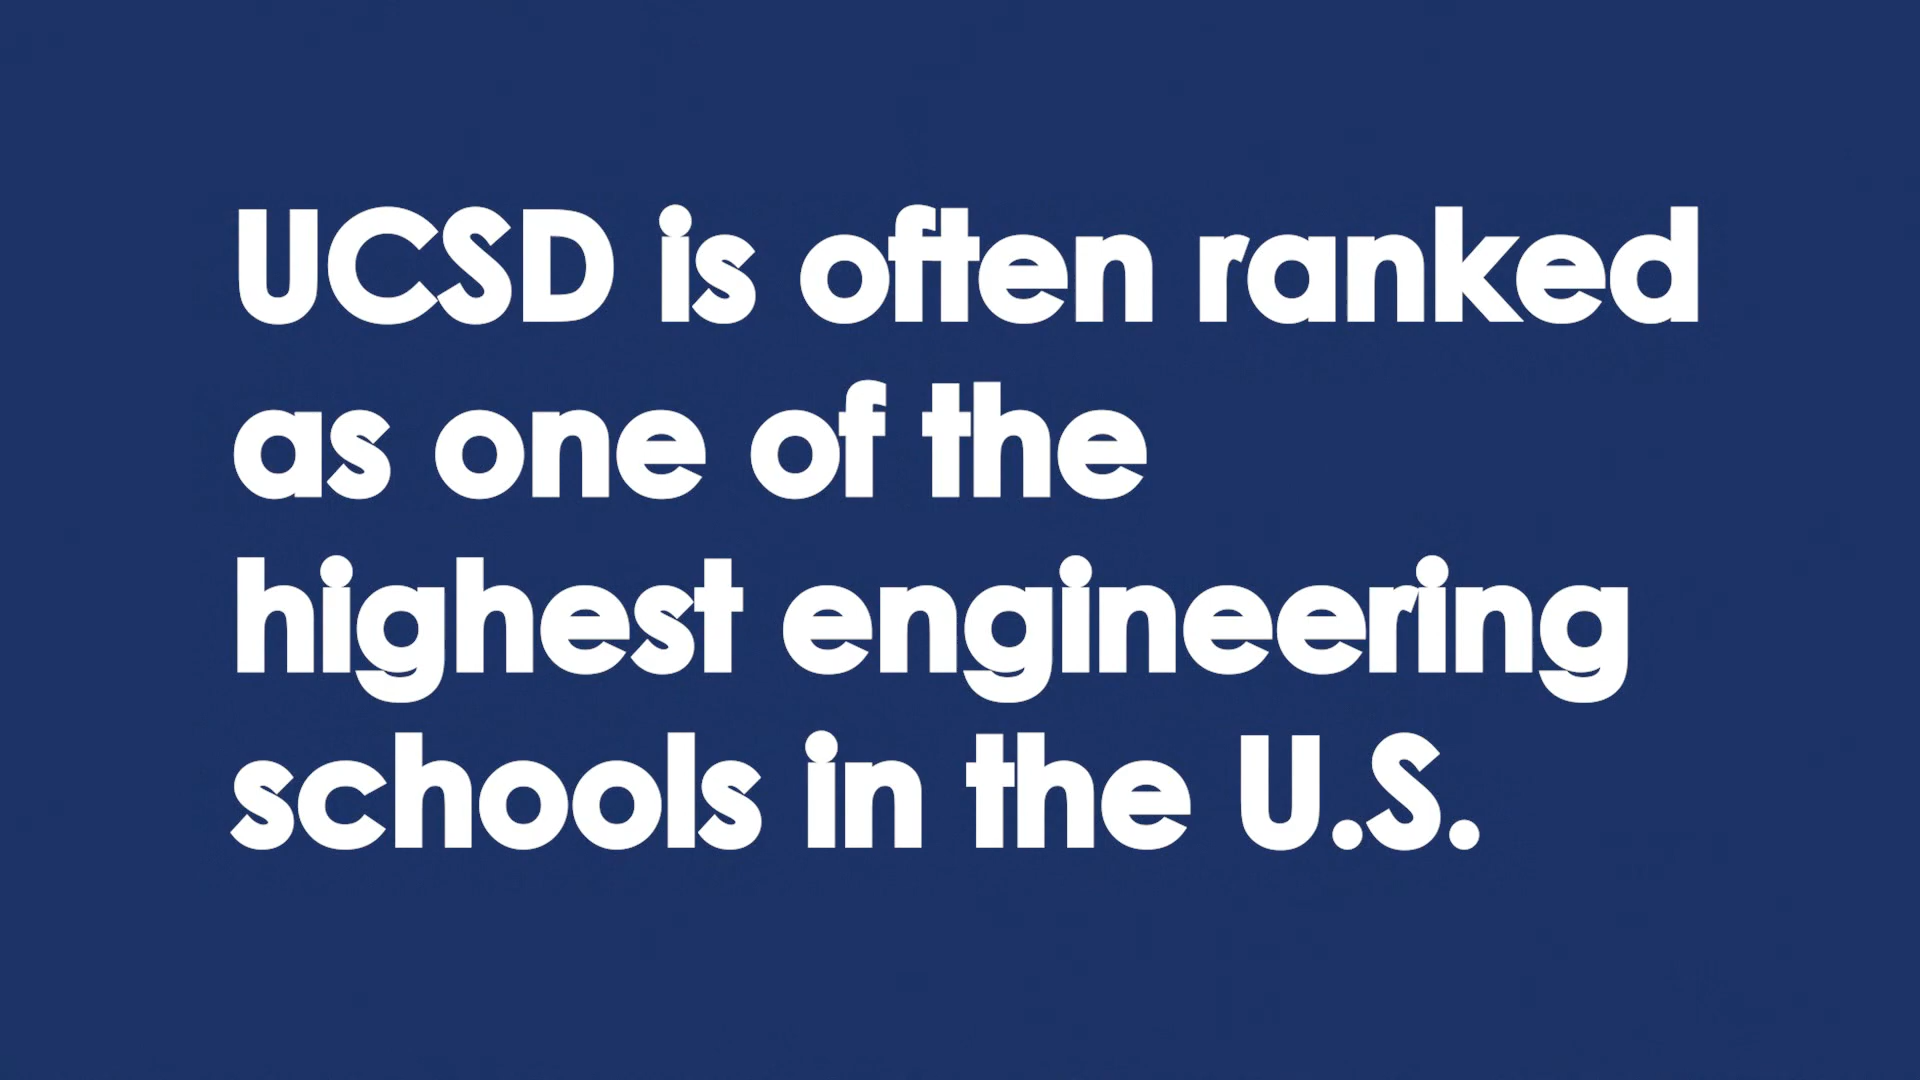 UCSD is often ranked
as one of the
highest engineering
schools in the U.S.